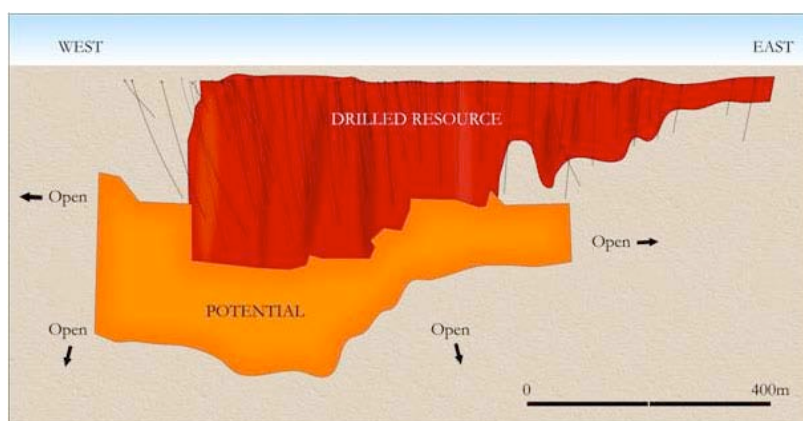 WEST
EAST
DRILLED RESOURCE
Open
Open
POTENTIAL
Open
Open
0
400m